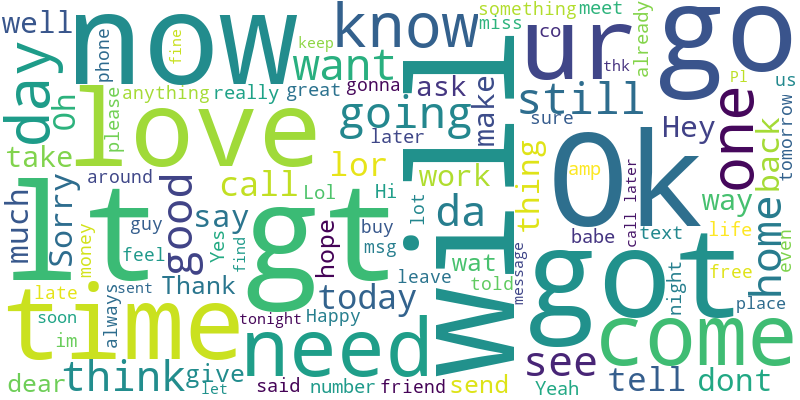 well
now
know
something
meet
miss
co
ur
already
go
day
Oh
phone
fine
keep
want
thk
Pl
us
please
anything
really
great
gonna
ask
make
still
sure
one
tomorrow
love
going
later
Hey
back
take
around
lor
will
work
thing
Ok
amp
much
Sorry
lt
good
call
Lol
Hi
lot
da
call later
way
guy
say
gt
hope
buy
msg
babe
text
life
home
even
money
feel
Yes
find
wat
told
message
got
night
free
place
late
always
sent
Thank
today
leave
time
soon
im
tonight
Happy
need
come
see
think
give
let
dear
said
number
friend
send
Yeah
tell
dont